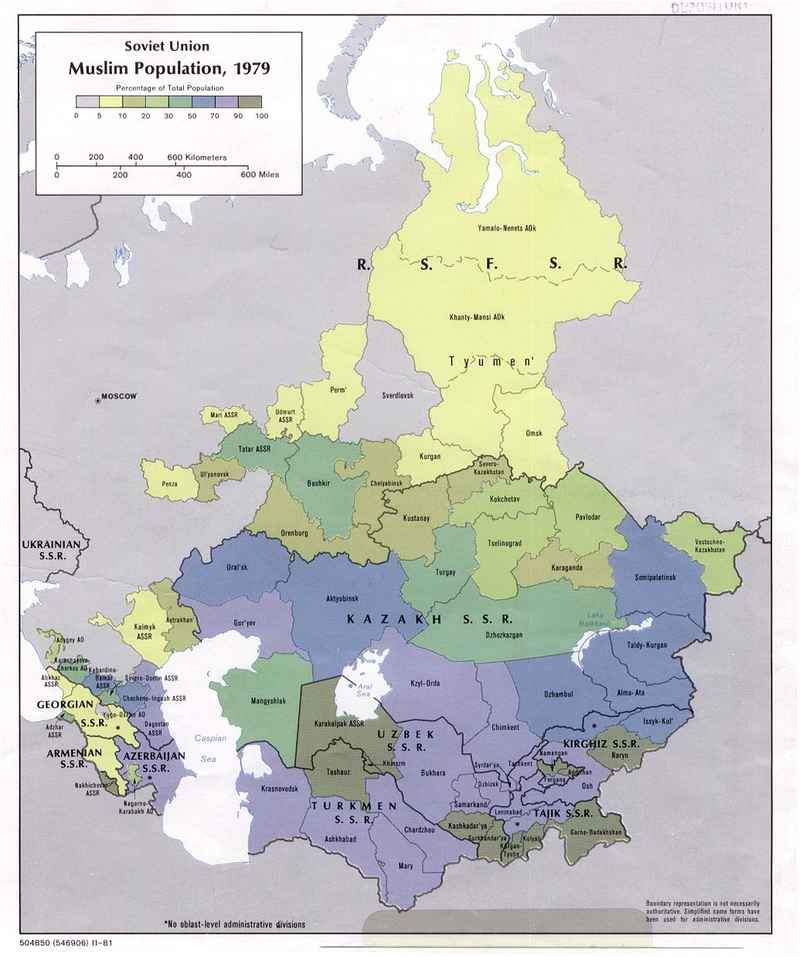 DEPOSITORY
Soviet Union
Muslim Population, 1979
Percentage of Total Population
0 5 10 20 30 50 70 90 100
0 200 400 600 Kilometers
0 200 400 600 Miles
Yamalo-Nenets AOk
R. S. F. S. R.
Khanty-Mansi AOk
Tyumen'
MOSCOW
Perm'
Sverdlovsk
Mari ASSR
Udmurt
ASSR
Omsk
Tatar ASSR
Kurgan
Penza
Ul'yanovsk
Bashkir
Chelyabinsk
Severo-
Kazakhstan
Kokchetav
Pavlodar
Orenburg
Kustanay
UKRAINIAN
S.S.R.
Tselinograd
Vostochno-
Kazakhstan
Ural'sk
Aktyubinsk
Turgay
Karaganda
Semipalatinsk
Kalmyk
ASSR
Astrakhan
Gur'yev
KAZAKH S.S.R.
Dzhezkazgan
Lake
Balkhash
Taldy-Kurgan
Adygey AO
Karachayevo-
Cherkess AO
Kabardino-
Balkar
ASSR
Severo-Osetin ASSR
Checheno-Ingush ASSR
Abkhaz
ASSR
Mangyshlak
Aral
Sea
Kzyl-Orda
Dzhambul
Alma-Ata
GEORGIAN
S.S.R.
Yugo-Osetin AO
Dagestan
ASSR
Adzhar
ASSR
Caspian
Sea
Karakalpak ASSR
UZBEK
S. S. R.
Chimkent
Issyk-Kul'
ARMENIAN
S.S.R.
AZERBAIJAN
S.S.R.
KIRGHIZ S.S.R.
Naryn
Namangan
Andizhan
Fergana
Osh
Nakhichevan
ASSR
Nagorno-
Karabakh AO
Krasnovodsk
Tashauz
Khorezm
Bukhara
Syrdar'ya
Tashkent
Dzhizak
Samarkand
Leninabad
TURKMEN
S. S. R.
TAJIK S.S.R.
Ashkhabad
Chardzhou
Mary
Kashkadar'ya
Surkhandar'ya
Kurgan-
Tyube
Kulyab
Gorno-Badakhshan
Boundary representation is not necessarily
authoritative. Simplified name forms have
been used for administrative divisions.
*No oblast-level administrative divisions
504850 (546906) 11-81